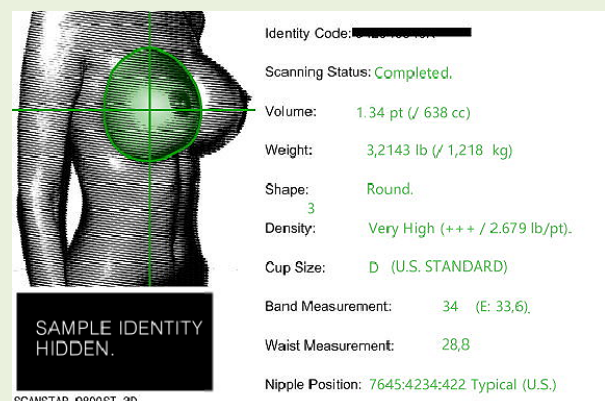 Identity Code:
Scanning Status: Completed.
Volume: 1.34 pt (/ 638 cc)
Weight: 3,2143 lb (/ 1,218 kg)
Shape: Round.
3
Density: Very High (+++ / 2.679 lb/pt).
Cup Size: D (U.S. STANDARD)
Band Measurement: 34 (E: 33,6)
Waist Measurement: 28,8
Nipple Position: 7645:4234:422 Typical (U.S.)
SAMPLE IDENTITY
HIDDEN.